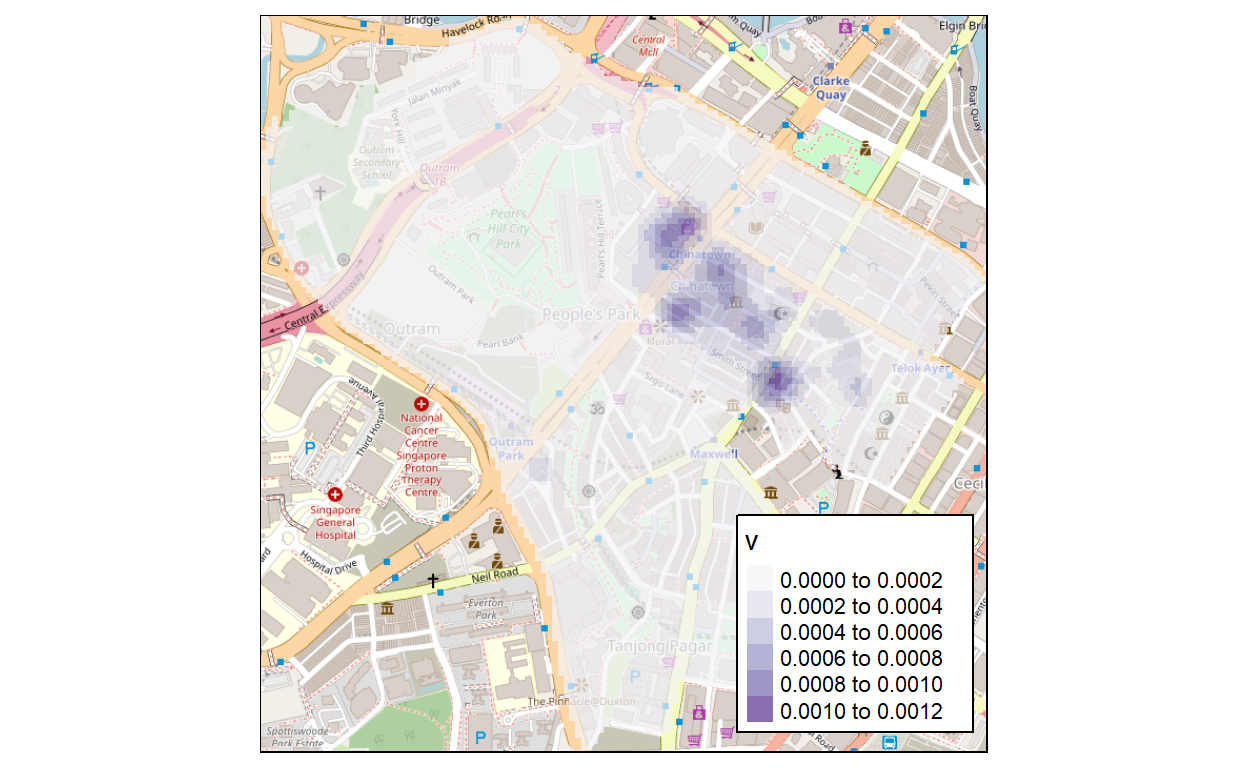 Bridge
Havelock Road
Quay
Elgin Bri
Central
Mall
Clarke
Quay
Boat Quay
Jalan Minyak
York Hill
Outram
Secondary
School
Outram
Pearl's
Hill City
Park
Pearl's Hill Terrace
Chinatown
Chinatown
Outram Park
Pekin Street
Expressway
Central E
People's Park
Outram
Pearl Bank
Mural
Smith Street
Telok Ayer
Sago Lane
Third Hospital Avenue
National
Cancer
Centre
Singapore
Proton
Therapy
Centre
Outram
Park
Maxwell
P
Ceci
Singapore
General
Hospital
P
Hospital Drive
Neil Road
Everton
Park
Tanjong Pagar
P
The Pinnacle@Duxton
Spottiswoode
Park Estate
P
Road
v
0.0000 to 0.0002
0.0002 to 0.0004
0.0004 to 0.0006
0.0006 to 0.0008
0.0008 to 0.0010
0.0010 to 0.0012